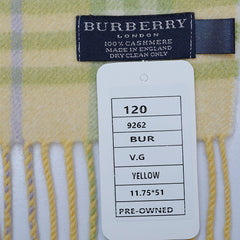 BURBERRY
LONDON
100% CASHMERE
MADE IN ENGLAND
DRY CLEAN ONLY
120
9262
BUR
V.G
YELLOW
11.75*51
PRE-OWNED